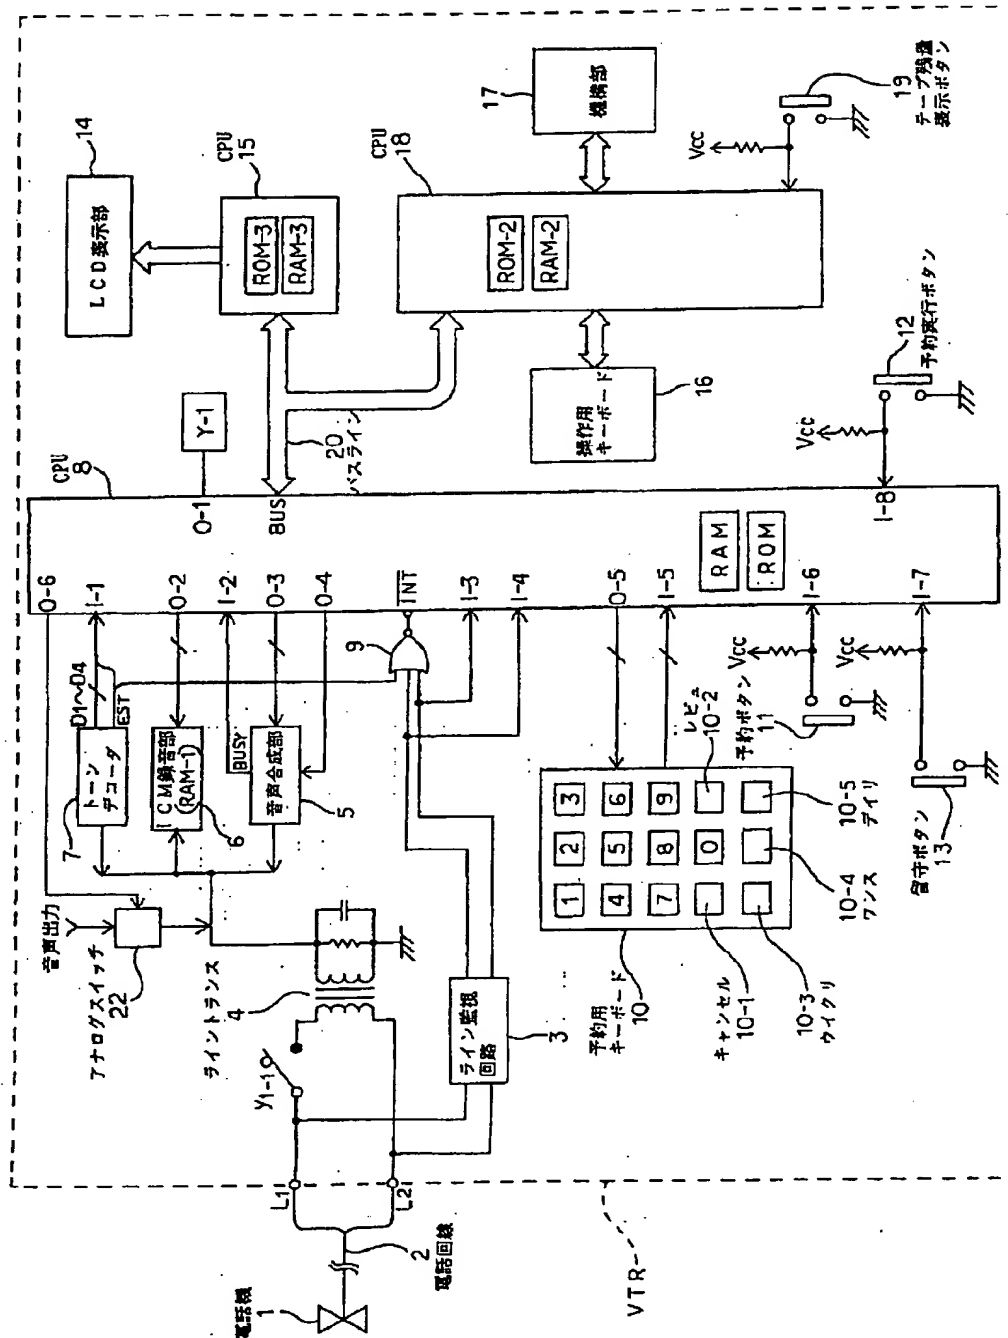 電話機
1
2
電話回線
L1
L2
VTR
y1-1
ライン監視
回路
3
ライントランス
4
アナログスイッチ
22
音声出力
トーン
デコーダ
7
D1〜D4
EST
ICM録音部
(RAM-1)
6
音声合成部
5
BUSY
9
予約用
キーボード
10
1 2 3
4 5 6
7 8 9
0
キャンセル
10-1
レビュ
10-2
ウイクリ
10-3
ワンス
10-4
デイリ
10-5
予約ボタン
11
Vcc
留守ボタン
13
Vcc
CPU
8
O-6
I-1
O-2
I-2
O-3
O-4
INT
I-3
I-4
O-5
I-5
I-6
I-7
RAM
ROM
O-1
BUS
I-8
Y-1
20
バスライン
LCD表示部
14
CPU
15
ROM-3
RAM-3
CPU
18
ROM-2
RAM-2
操作用
キーボード
16
機構部
17
Vcc
12
予約実行ボタン
Vcc
19
テープ残量
表示ボタン